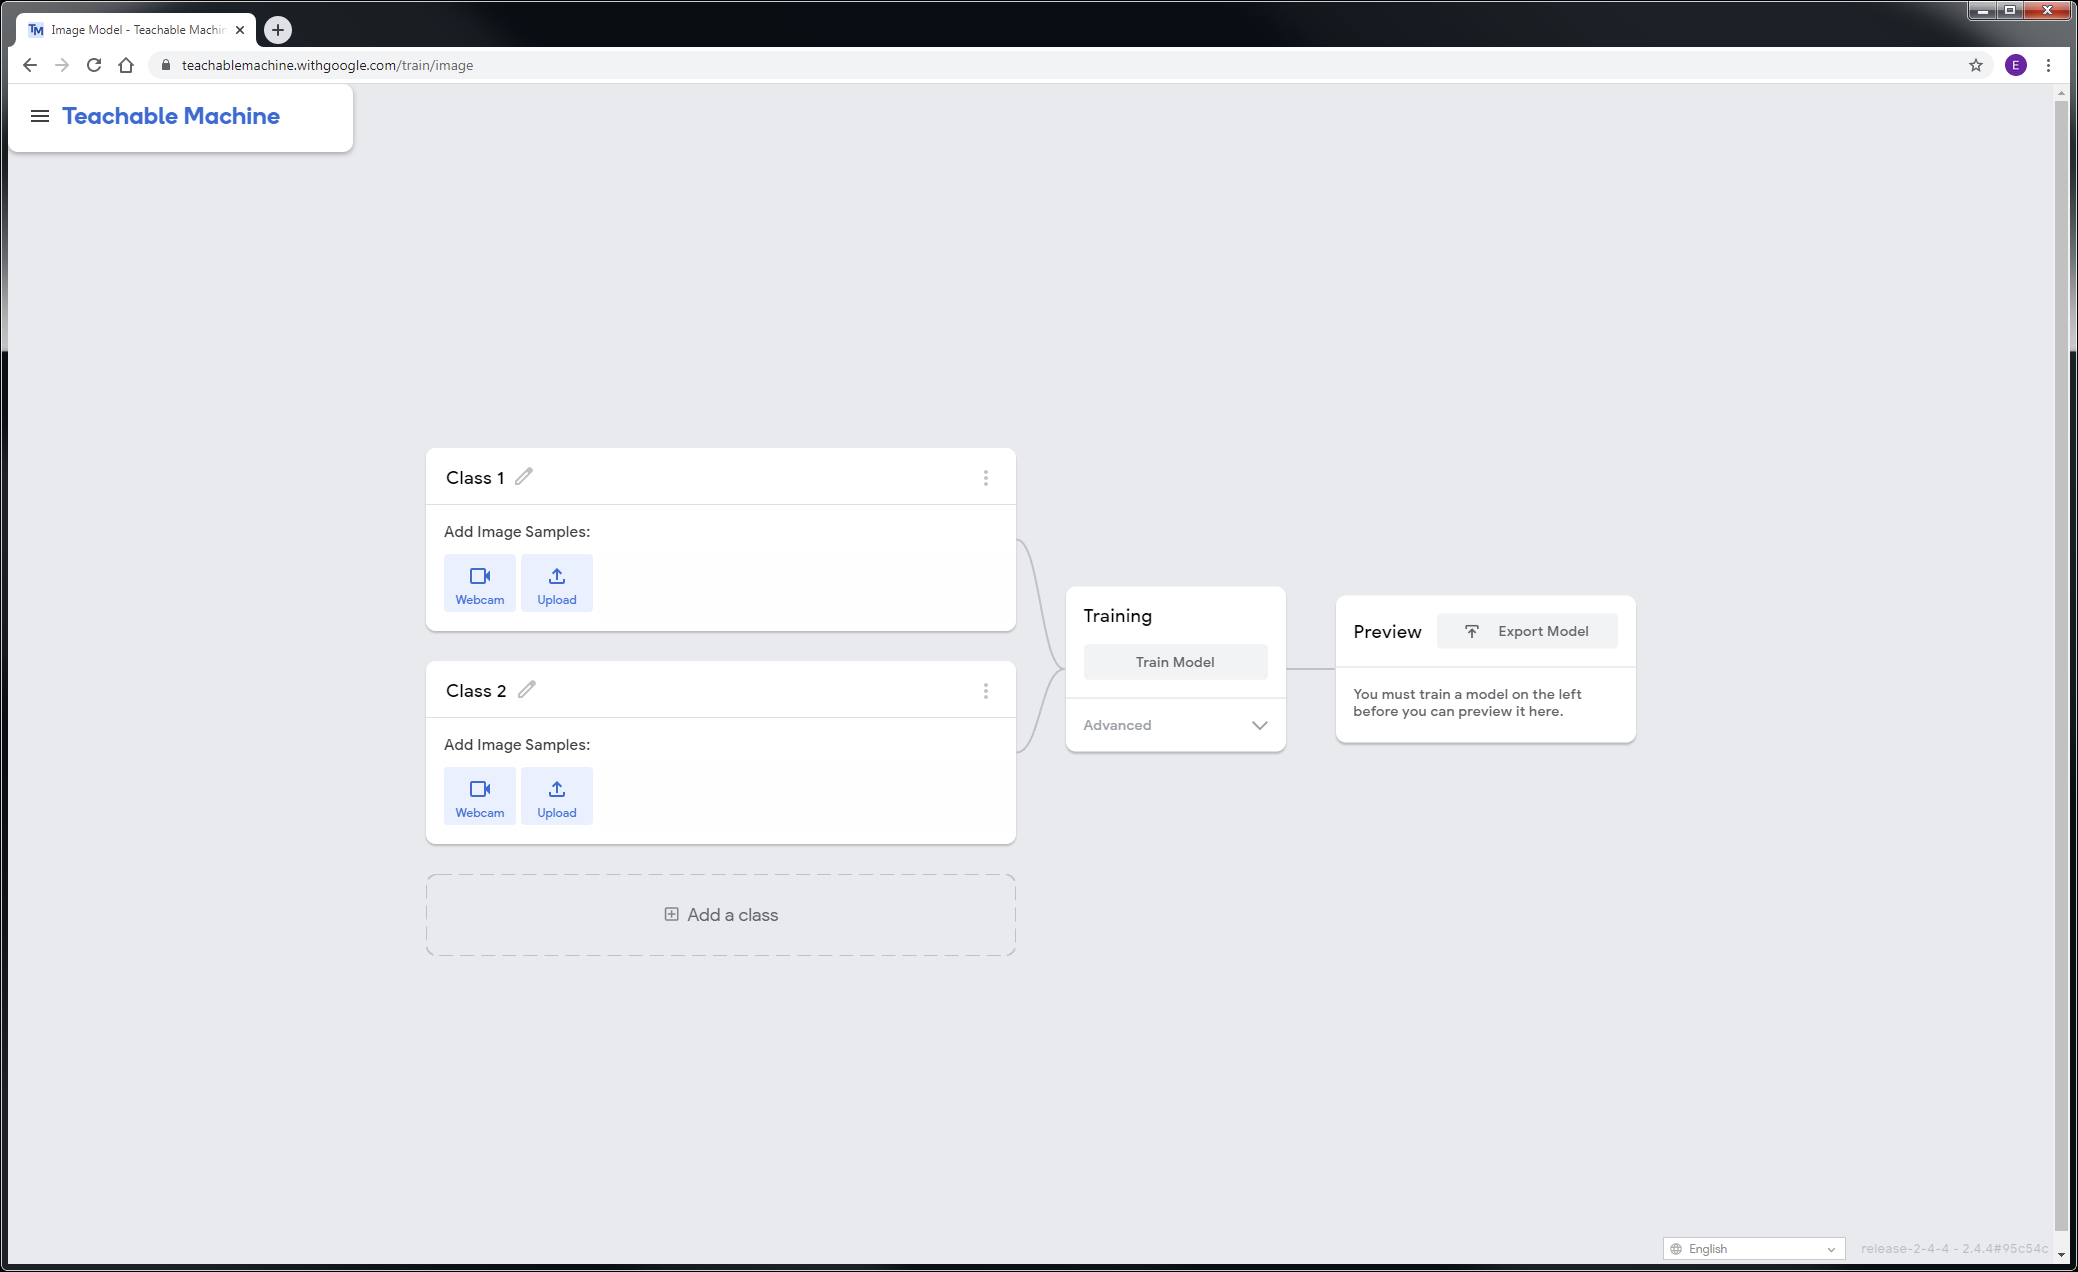 Image Model - Teachable Machin
teachablemachine.withgoogle.com/train/image
E
Teachable Machine
Class 1
Add Image Samples:
Webcam
Upload
Class 2
Add Image Samples:
Webcam
Upload
Add a class
Training
Train Model
Advanced
Preview
Export Model
You must train a model on the left
before you can preview it here.
English
release-2-4-4 - 2.4.4#95c54c